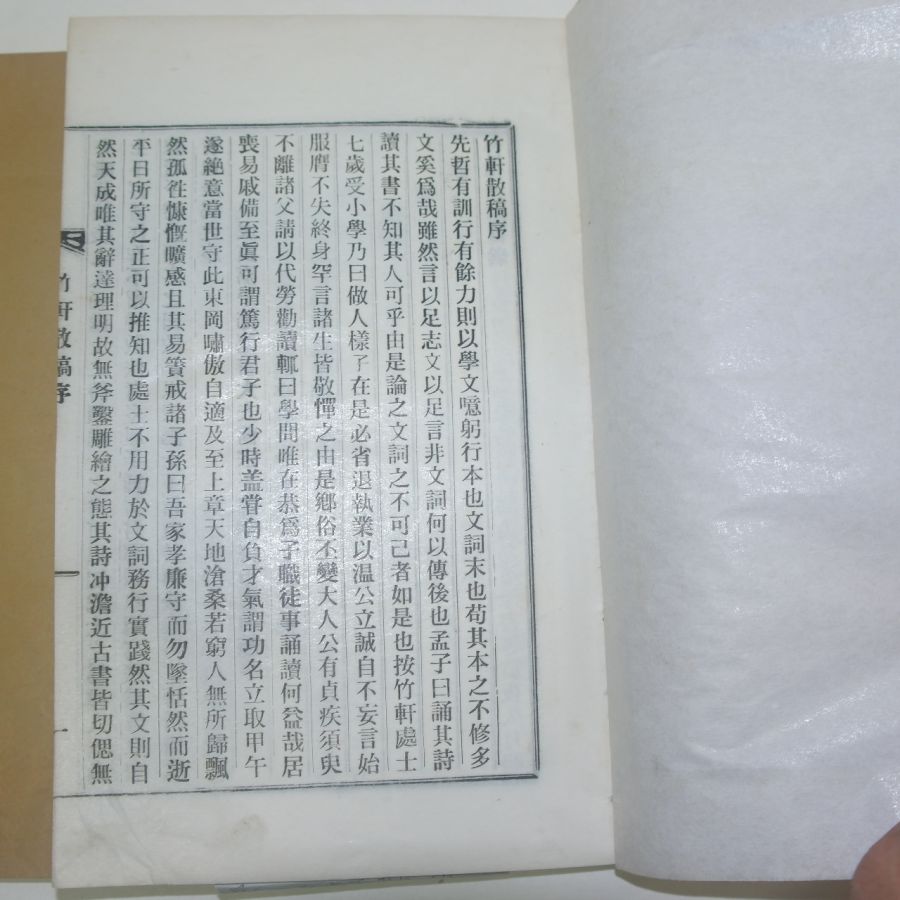 竹軒散稿序
先哲有訓行有餘力則以學文噫躬行本也文詞末也苟其本之不修多
文奚爲哉雖然言以足志文以足言非文詞何以傳後也孟子曰誦其詩
讀其書不知其人可乎由是論之文詞之不可已者如是也按竹軒處士
七歲受小學乃曰做人樣子在是必省退執業以温公立誠自不妄言始
服膺不失終身罕言諸生皆敬憚之由是鄕俗丕變大人公有貞疾須臾
不離諸父請以代勞勸讀輒曰學問唯在恭爲子職徒事誦讀何益哉居
喪易戚備至眞可謂篤行君子也少時盖甞自負才氣謂功名立取甲午
遂絶意當世守此東岡嘯傲自適及至上章天地滄桑若窮人無所歸飄
然孤徃慷慨曠感且其易簀戒諸子孫曰吾家孝廉守而勿墜恬然而逝
平日所守之正可以推知也處士不用力於文詞務行實踐然其文則自
然天成唯其辭達理明故無斧鑿雕繪之態其詩冲澹近古書皆切偲無
竹軒散稿序
一